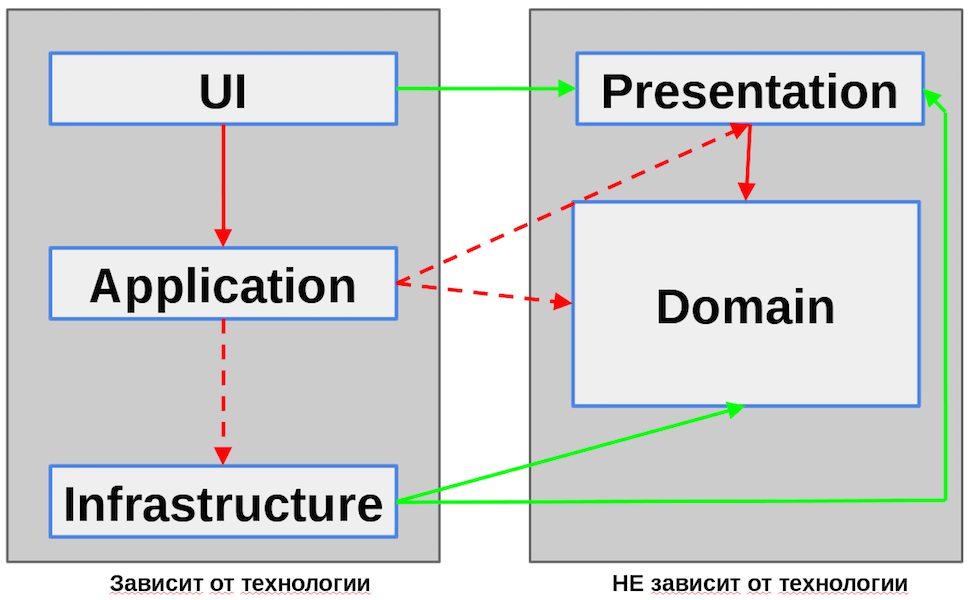 UI
Presentation
Application
Domain
Infrastructure
Зависит от технологии
НЕ зависит от технологии